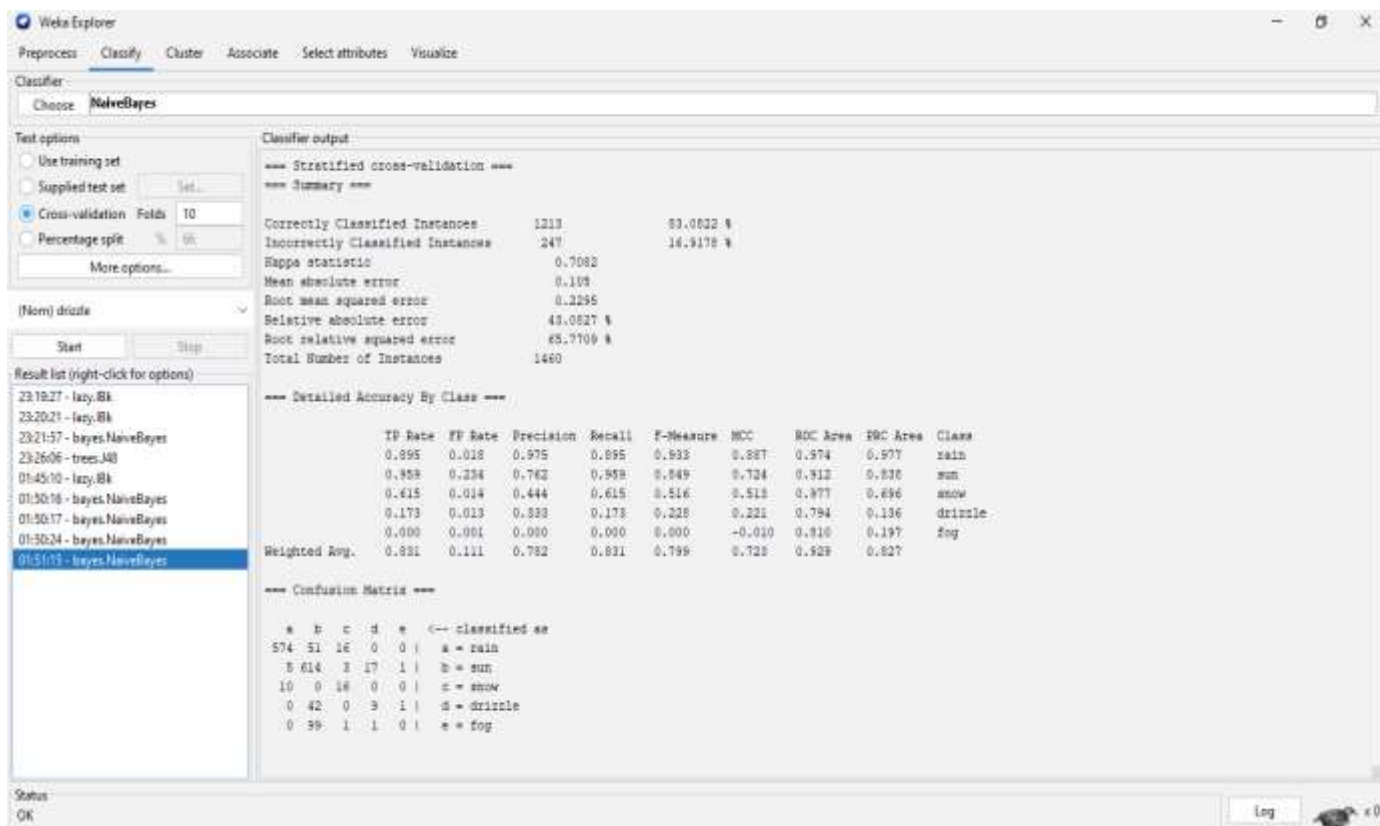 Weka Explorer
Preprocess Classify Cluster Associate Select attributes Visualize
Classifier
Choose NaiveBayes
Test options
Use training set
Supplied test set Set...
Cross-validation Folds 10
Percentage split % 66
More options...
(Nom) drizzle
Start Stop
Result list (right-click for options)
23:19:27 - lazy.IBk
23:20:21 - lazy.IBk
23:21:57 - bayes.NaiveBayes
23:26:06 - trees.J48
01:45:10 - lazy.IBk
01:50:16 - bayes.NaiveBayes
01:50:17 - bayes.NaiveBayes
01:50:24 - bayes.NaiveBayes
01:51:15 - bayes.NaiveBayes
Classifier output
=== Stratified cross-validation ===
=== Summary ===
Correctly Classified Instances 1213 83.0822 %
Incorrectly Classified Instances 247 16.9178 %
Kappa statistic 0.7082
Mean absolute error
Root mean squared error 0.2295
Relative absolute error 43.0827 %
Root relative squared error 65.7709 %
Total Number of Instances 1460
=== Detailed Accuracy By Class ===
TP Rate FP Rate Precision Recall F-Measure MCC ROC Area PRC Area Class
0.895 0.018 0.975 0.895 0.933 0.887 0.974 0.977 rain
0.959 0.234 0.762 0.959 0.849 0.724 0.912 0.838 sun
0.615 0.014 0.444 0.615 0.516 0.513 0.977 0.696 snow
0.173 0.013 0.333 0.173 0.228 0.221 0.794 0.136 drizzle
0.000 0.001 0.000 0.000 0.000 -0.010 0.810 0.197 fog
Weighted Avg. 0.831 0.111 0.782 0.831 0.799 0.723 0.929 0.827
=== Confusion Matrix ===
a b c d e <-- classified as
574 51 16 0 0 | a = rain
5 614 3 17 1 | b = sun
10 0 16 0 0 | c = snow
0 42 0 9 1 | d = drizzle
0 99 1 1 0 | e = fog
Status
OK
Log
x 0